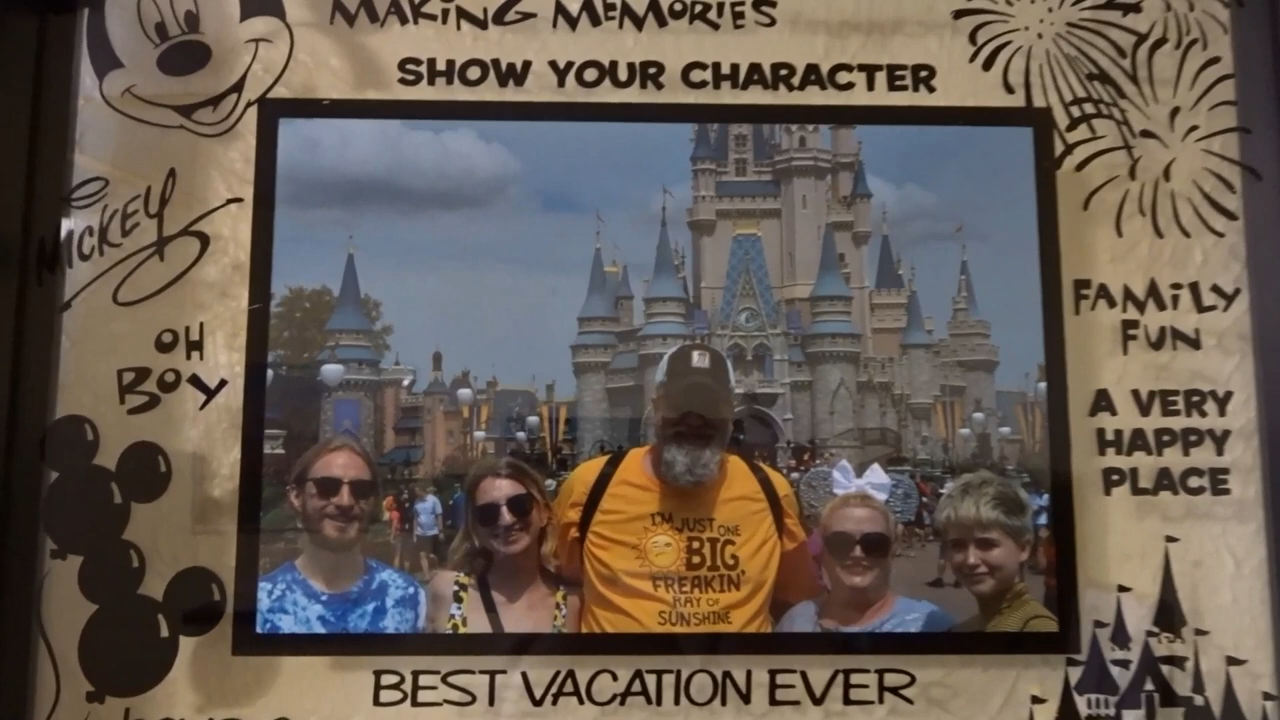 MAKING MEMORIES
SHOW YOUR CHARACTER
MICKEY
OH
BOY
I'M JUST ONE
BIG
FREAKIN'
RAY OF
SUNSHINE
FAMiLY
FUN
A VERY
HAPPY
PLACE
BEST VACATION EVER